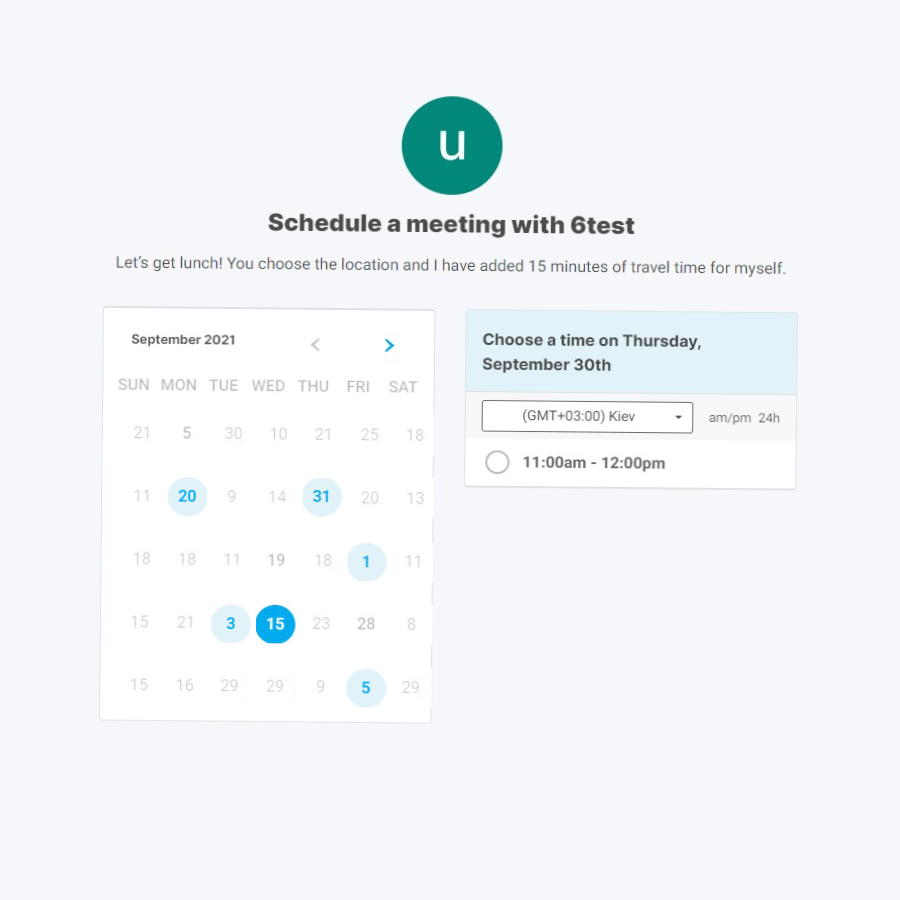 u
Schedule a meeting with 6test
Let's get lunch! You choose the location and I have added 15 minutes of travel time for myself.
September 2021
SUN MON TUE WED THU FRI SAT
21 5 30 10 21 25 18
11 20 9 14 31 20 13
18 18 11 19 18 1 11
15 21 3 15 23 28 8
15 16 29 29 9 5 29
Choose a time on Thursday,
September 30th
(GMT+03:00) Kiev am/pm 24h
11:00am - 12:00pm